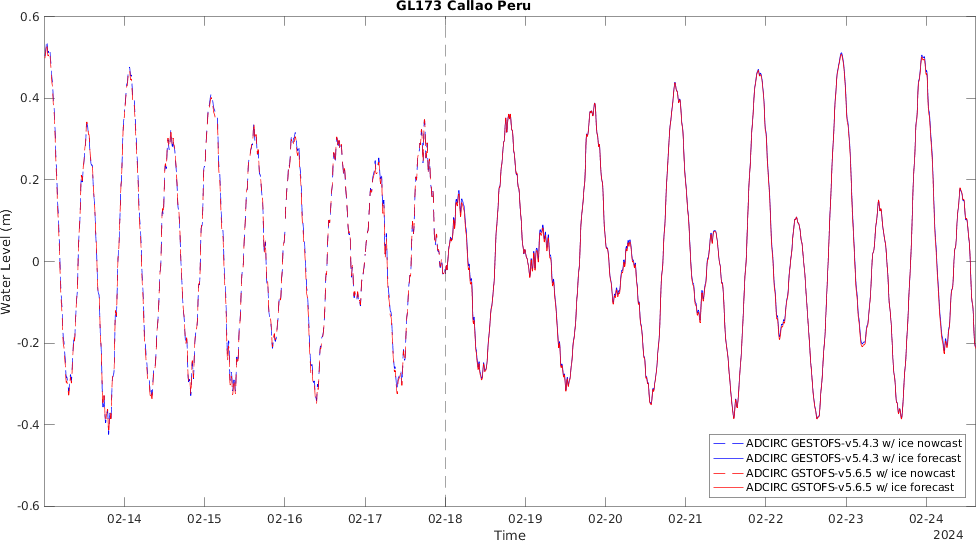 GL173 Callao Peru
0.6
0.4
0.2
0
-0.2
-0.4
-0.6
Water Level (m)
02-14 02-15 02-16 02-17 02-18 02-19 02-20 02-21 02-22 02-23 02-24
Time
2024
ADCIRC GESTOFS-v5.4.3 w/ ice nowcast
ADCIRC GESTOFS-v5.4.3 w/ ice forecast
ADCIRC GSTOFS-v5.6.5 w/ ice nowcast
ADCIRC GSTOFS-v5.6.5 w/ ice forecast